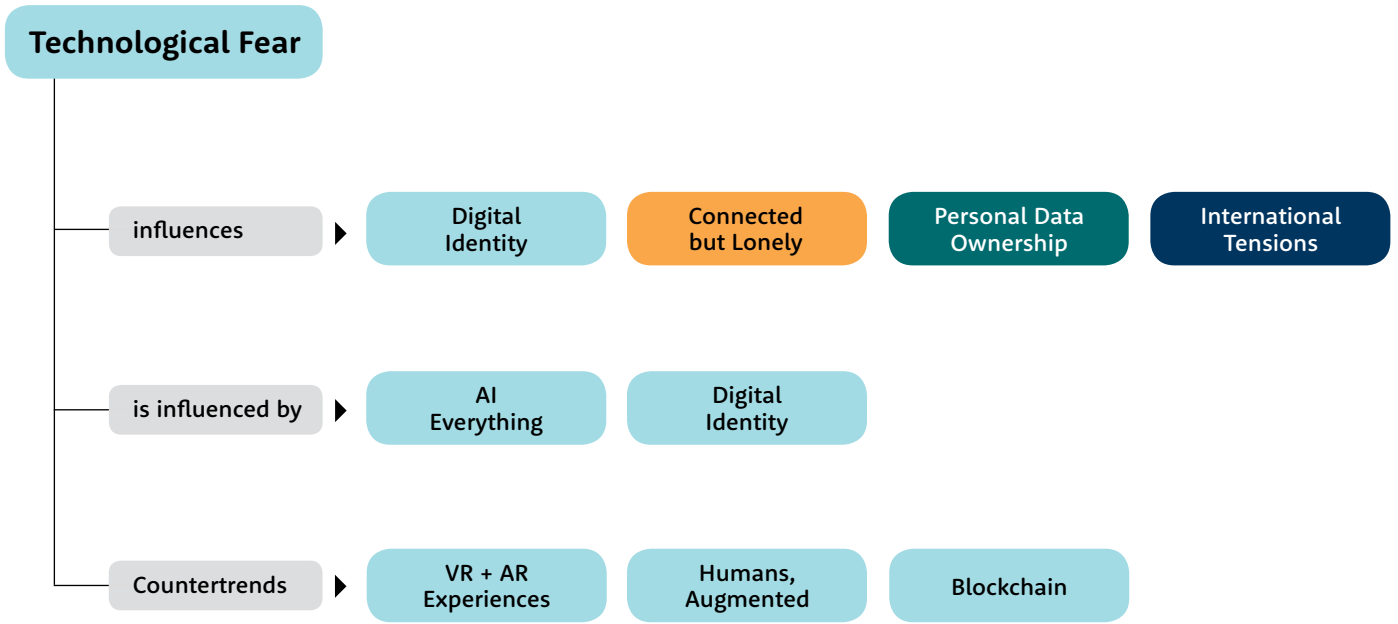 Technological Fear
influences
Digital
Identity
Connected
but Lonely
Personal Data
Ownership
International
Tensions
is influenced by
AI
Everything
Digital
Identity
Countertrends
VR + AR
Experiences
Humans,
Augmented
Blockchain